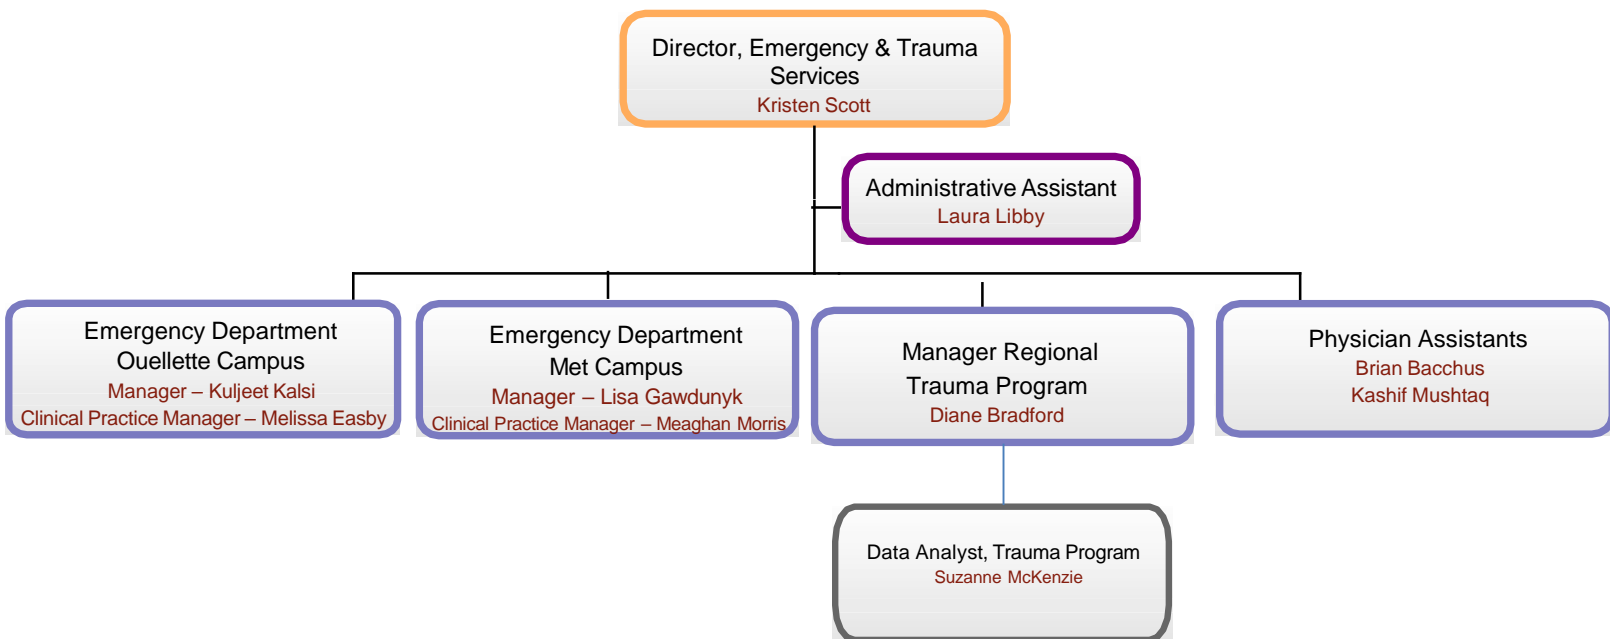 Director, Emergency & Trauma
Services
Kristen Scott
Administrative Assistant
Laura Libby
Emergency Department
Ouellette Campus
Manager – Kuljeet Kalsi
Clinical Practice Manager – Melissa Easby
Emergency Department
Met Campus
Manager – Lisa Gawdunyk
Clinical Practice Manager – Meaghan Morris
Manager Regional
Trauma Program
Diane Bradford
Physician Assistants
Brian Bacchus
Kashif Mushtaq
Data Analyst, Trauma Program
Suzanne McKenzie